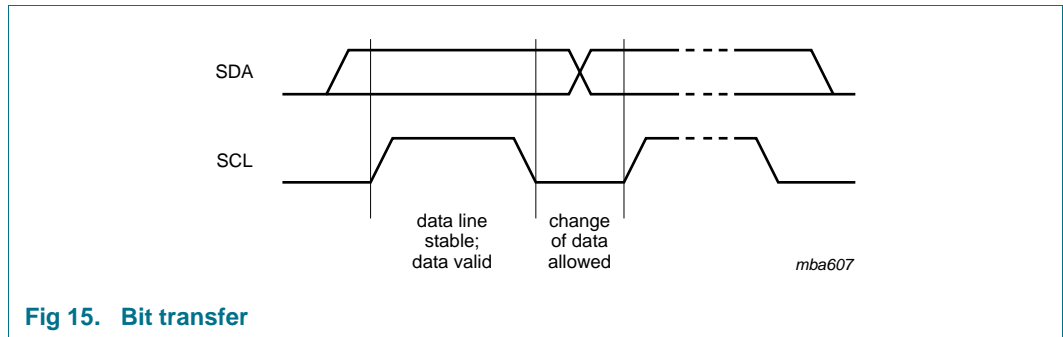 SDA
SCL
data line
stable;
data valid
change
of data
allowed
mba607
Fig 15. Bit transfer